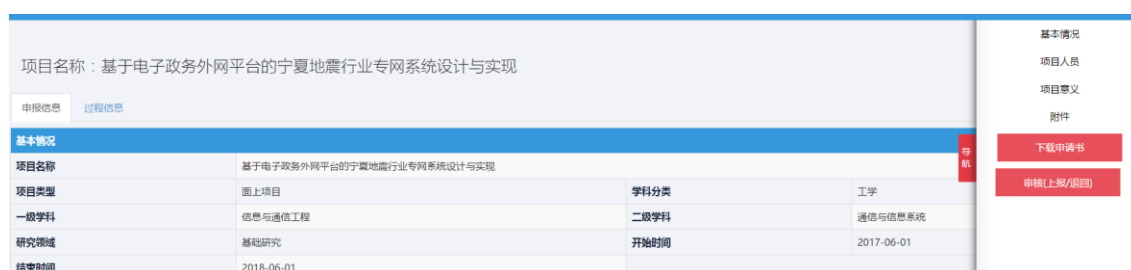 项目名称：基于电子政务外网平台的宁夏地震行业专网系统设计与实现
申报信息 过程信息
基本情况
项目名称 基于电子政务外网平台的宁夏地震行业专网系统设计与实现
项目类型 面上项目 学科分类 工学
一级学科 信息与通信工程 二级学科 通信与信息系统
研究领域 基础研究 开始时间 2017-06-01
结束时间 2018-06-01
导航
基本情况
项目人员
项目意义
附件
下载申请书
审核(上报/退回)